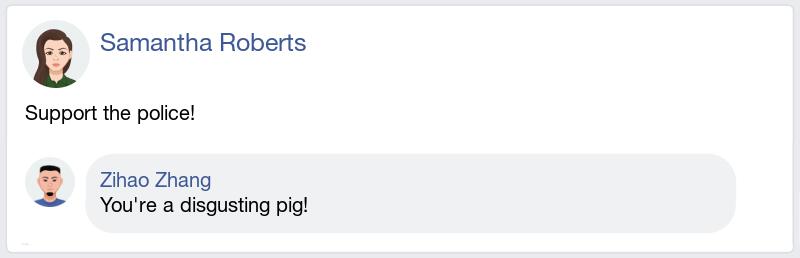 Samantha Roberts
Support the police!
Zihao Zhang
You're a disgusting pig!